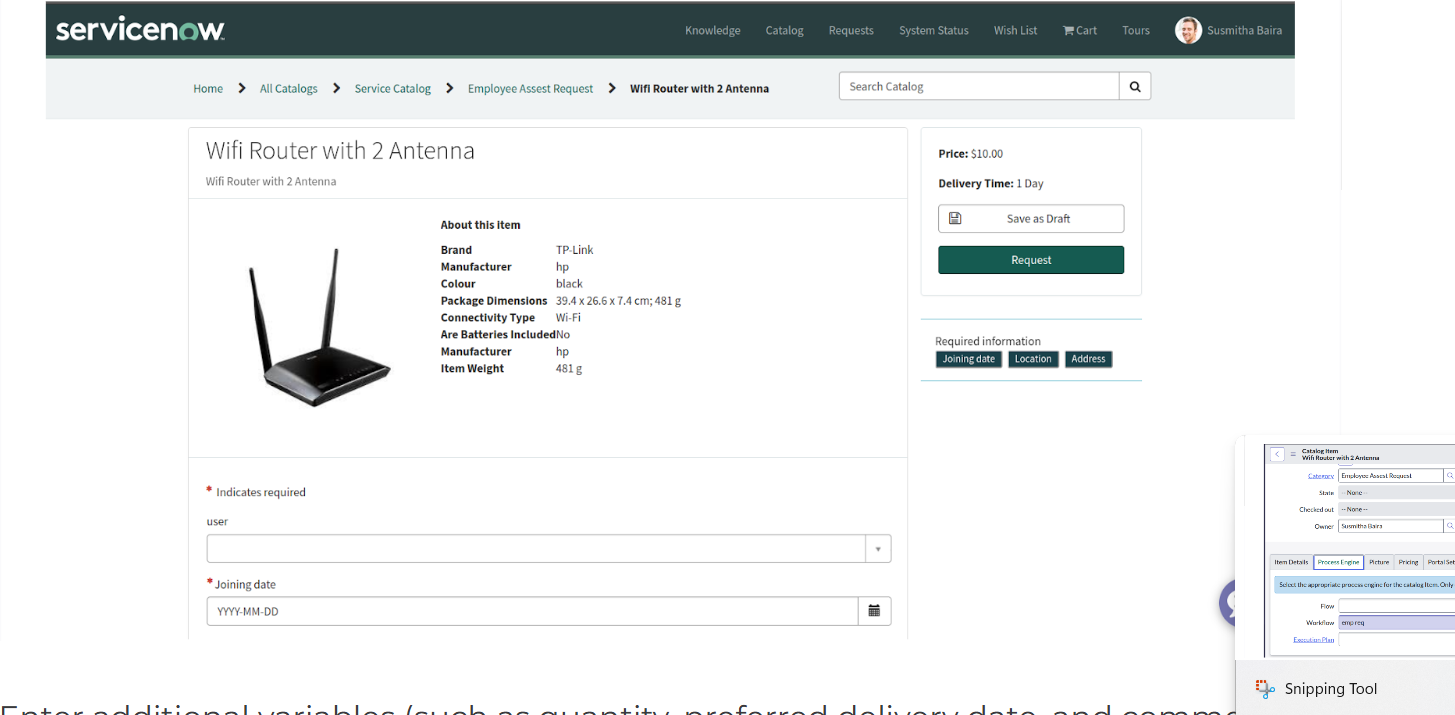 servicenow
Knowledge Catalog Requests System Status Wish List Cart Tours Susmitha Baira
Home All Catalogs Service Catalog Employee Assest Request Wifi Router with 2 Antenna Search Catalog
Wifi Router with 2 Antenna
Wifi Router with 2 Antenna
About this item
Brand TP-Link
Manufacturer hp
Colour black
Package Dimensions 39.4 x 26.6 x 7.4 cm; 481 g
Connectivity Type Wi-Fi
Are Batteries Included No
Manufacturer hp
Item Weight 481 g
* Indicates required
user
* Joining date
YYYY-MM-DD
Price: $10.00
Delivery Time: 1 Day
Save as Draft
Request
Required information
Joining date Location Address
Catalog Item
Wifi Router with 2 Antenna
Category Employee Assest Request
State -- None --
Checked out -- None --
Owner Susmitha Baira
Item Details Process Engine Picture Pricing Portal Set
Select the appropriate process engine for the catalog item. Only
Flow
Workflow emp req
Execution Plan
Snipping Tool
Enter additional variables (such as quantity, preferred delivery date, and comme